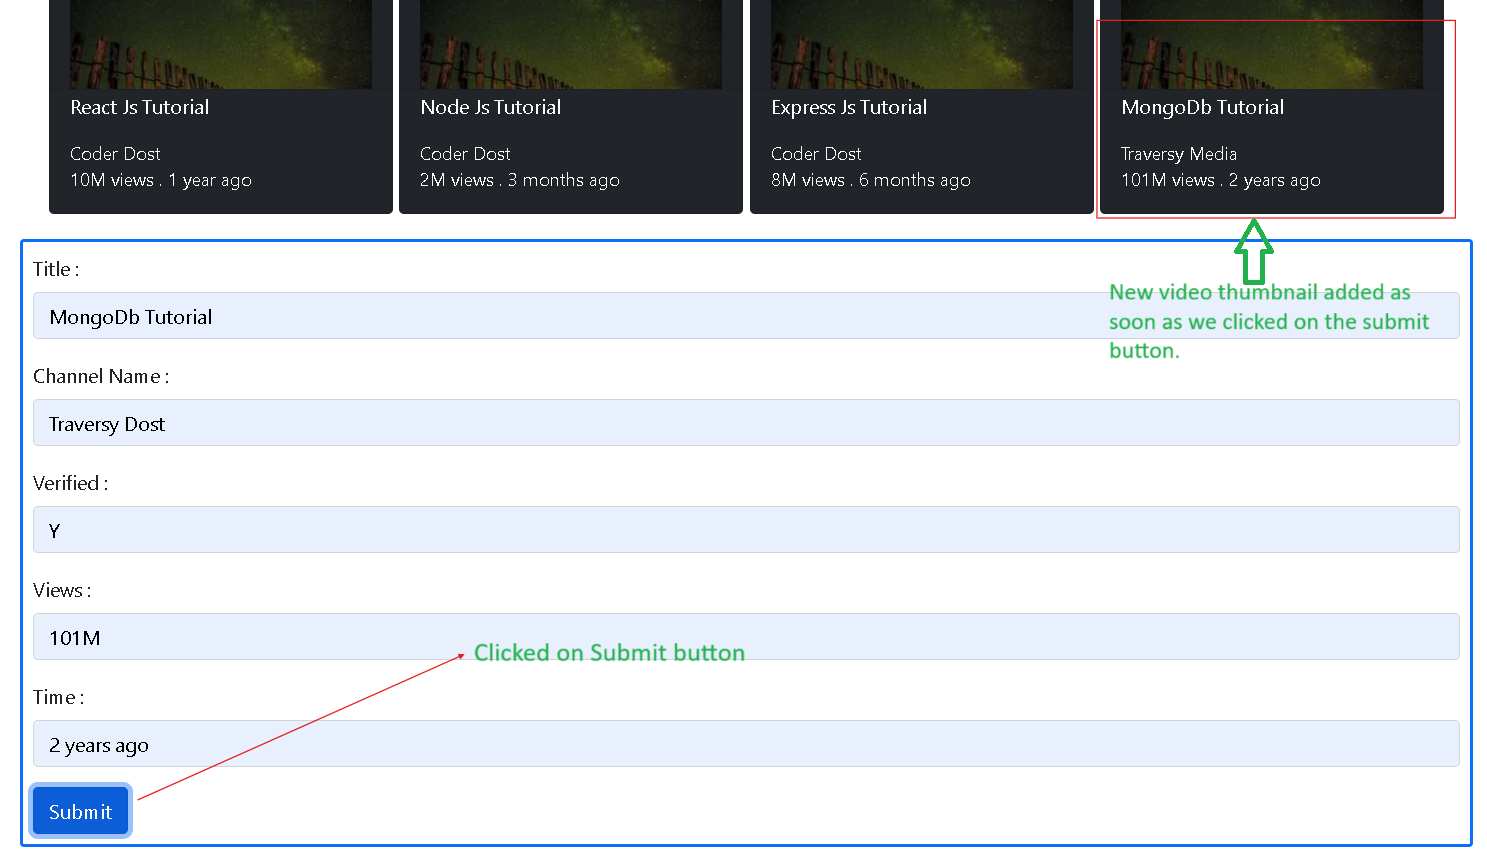 React Js Tutorial
Coder Dost
10M views . 1 year ago
Node Js Tutorial
Coder Dost
2M views . 3 months ago
Express Js Tutorial
Coder Dost
8M views . 6 months ago
MongoDb Tutorial
Traversy Media
101M views . 2 years ago
New video thumbnail added as
soon as we clicked on the submit
button.
Title :
MongoDb Tutorial
Channel Name :
Traversy Dost
Verified :
Y
Views :
101M
Clicked on Submit button
Time :
2 years ago
Submit